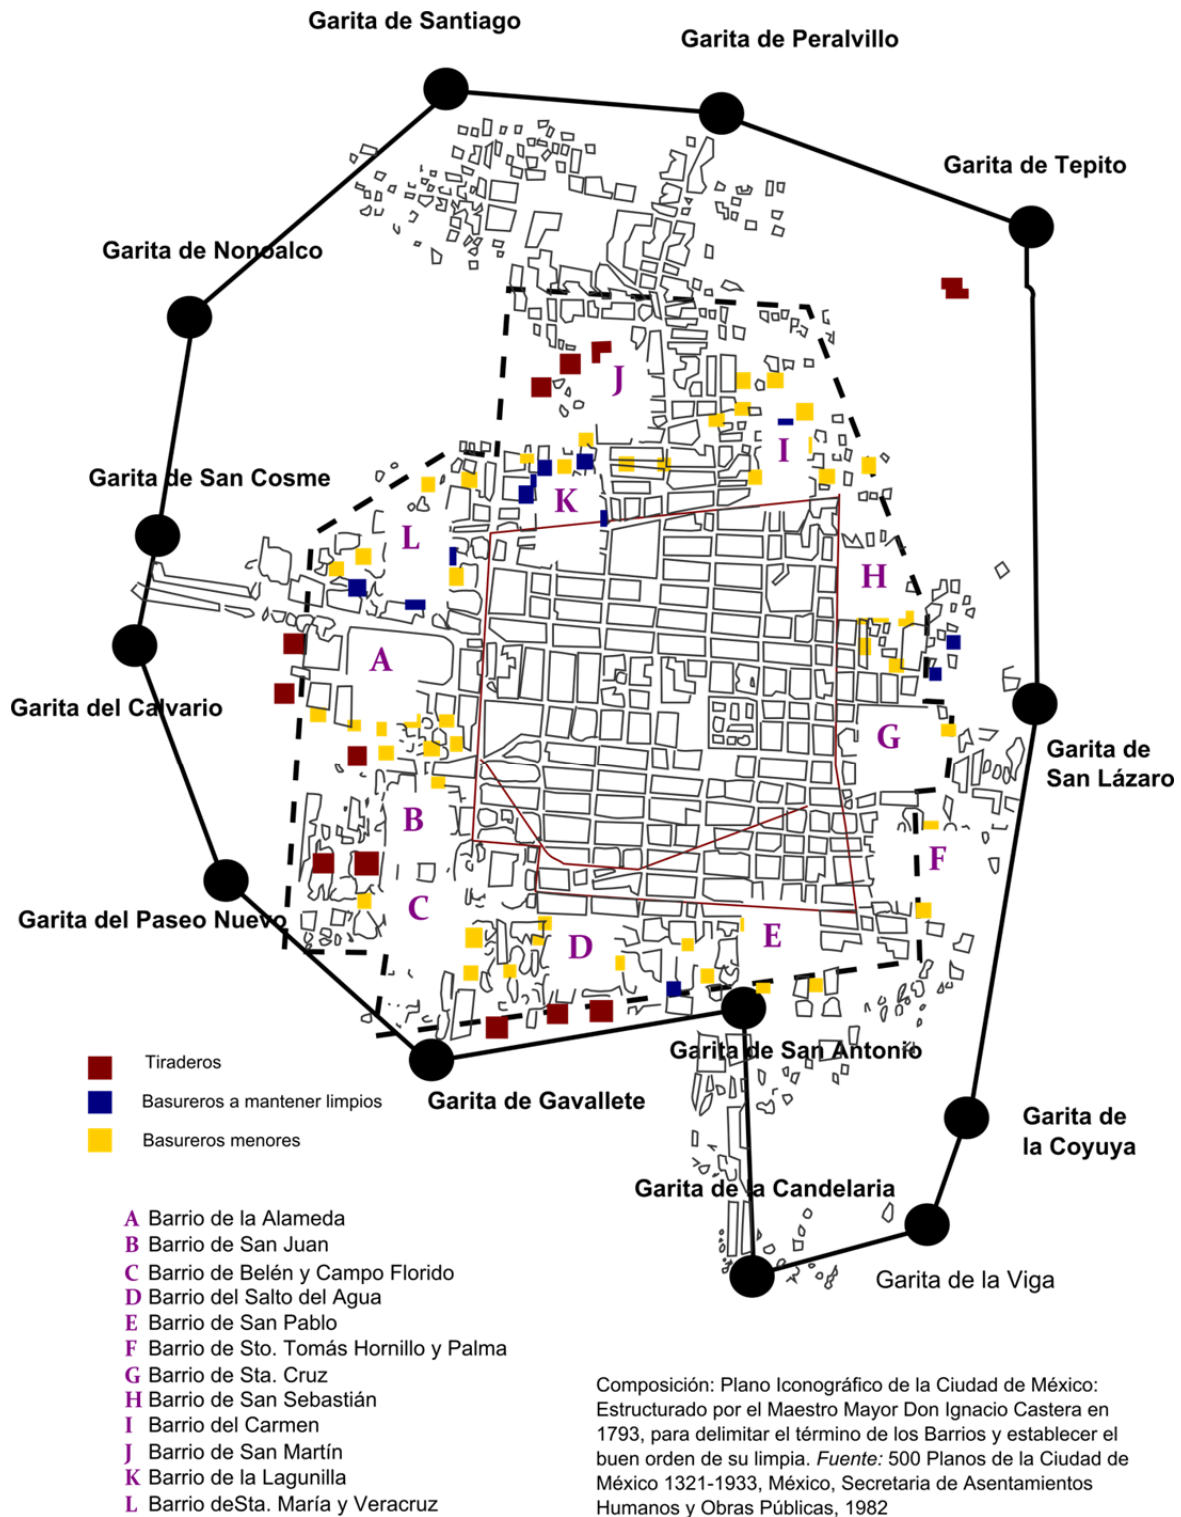 Garita de Santiago
Garita de Peralvillo
Garita de Tepito
Garita de Nonoalco
J
I
Garita de San Cosme
K
L
H
A
Garita del Calvario
G
Garita de
San Lázaro
B
F
C
Garita del Paseo Nuevo
E
D
Garita de San Antonio
Tiraderos
Basureros a mantener limpios
Garita de Gavallete
Basureros menores
Garita de
la Coyuya
Garita de la Candelaria
Garita de la Viga
A Barrio de la Alameda
B Barrio de San Juan
C Barrio de Belén y Campo Florido
D Barrio del Salto del Agua
E Barrio de San Pablo
F Barrio de Sto. Tomás Hornillo y Palma
G Barrio de Sta. Cruz
H Barrio de San Sebastián
I Barrio del Carmen
J Barrio de San Martín
K Barrio de la Lagunilla
L Barrio deSta. María y Veracruz
Composición: Plano Iconográfico de la Ciudad de México:
Estructurado por el Maestro Mayor Don Ignacio Castera en
1793, para delimitar el término de los Barrios y establecer el
buen orden de su limpia. Fuente: 500 Planos de la Ciudad de
México 1321-1933, México, Secretaria de Asentamientos
Humanos y Obras Públicas, 1982